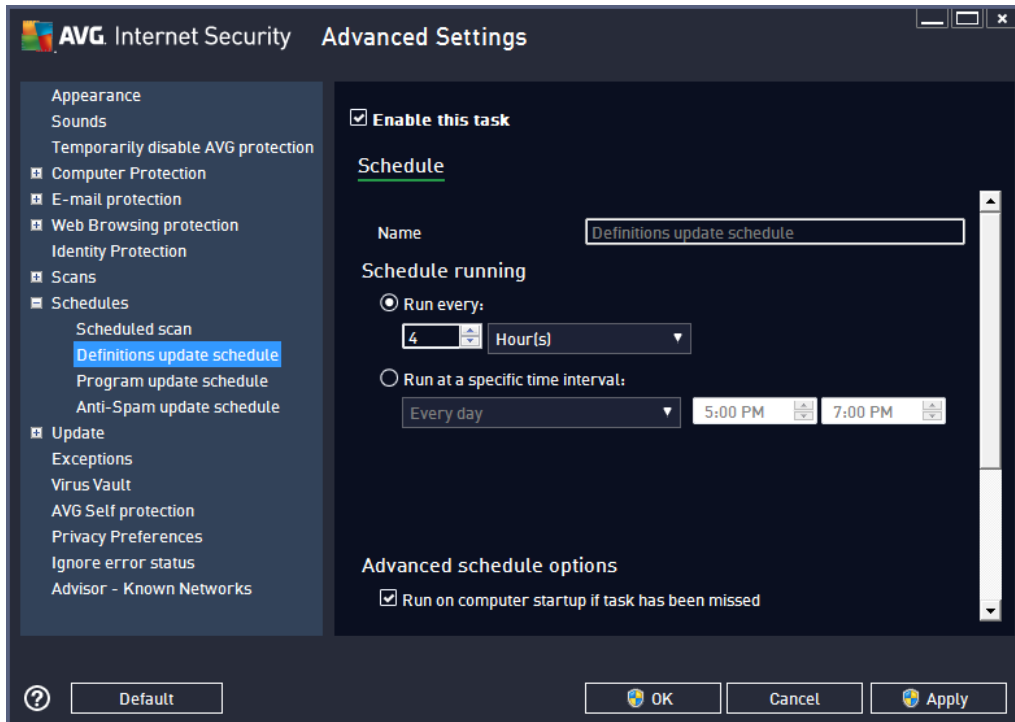 AVG. Internet Security Advanced Settings
Appearance
Sounds
Temporarily disable AVG protection
Computer Protection
E-mail protection
Web Browsing protection
Identity Protection
Scans
Schedules
Scheduled scan
Definitions update schedule
Program update schedule
Anti-Spam update schedule
Update
Exceptions
Virus Vault
AVG Self protection
Privacy Preferences
Ignore error status
Advisor - Known Networks
Enable this task
Schedule
Name Definitions update schedule
Schedule running
Run every:
4 Hour(s)
Run at a specific time interval:
Every day 5:00 PM 7:00 PM
Advanced schedule options
Run on computer startup if task has been missed
? Default OK Cancel Apply